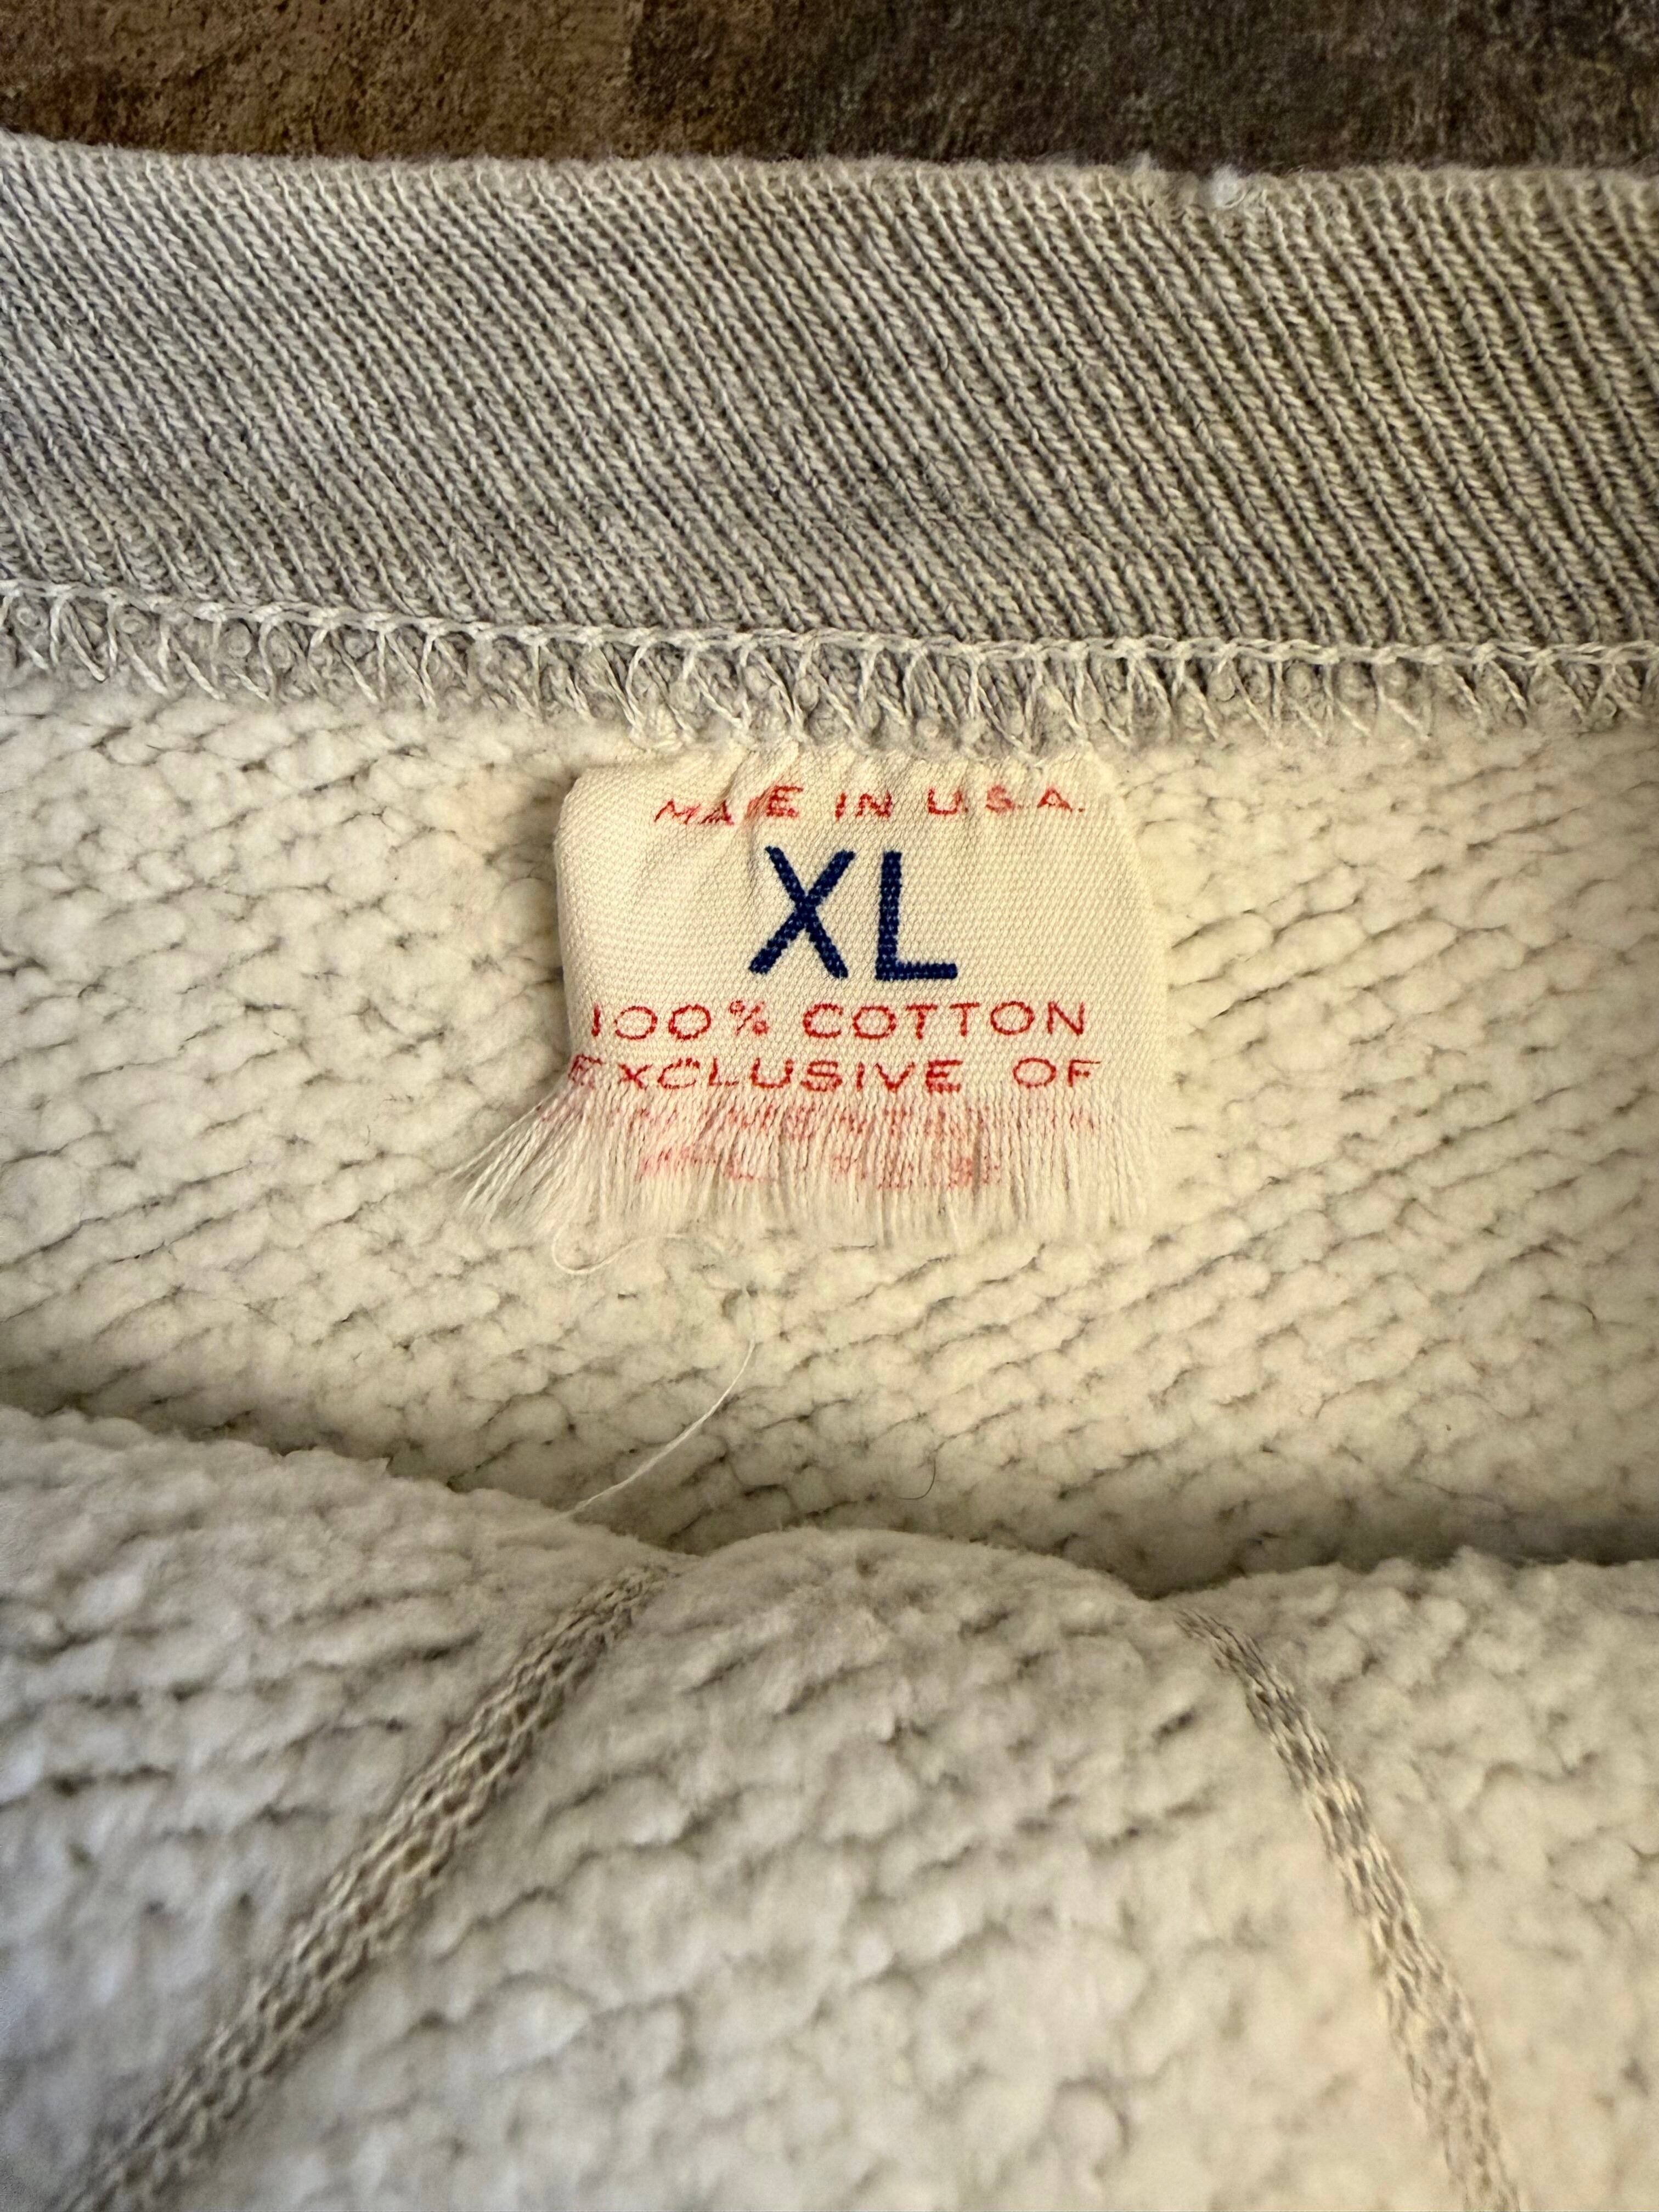 MADE IN U.S.A.
XL
100% COTTON
EXCLUSIVE OF